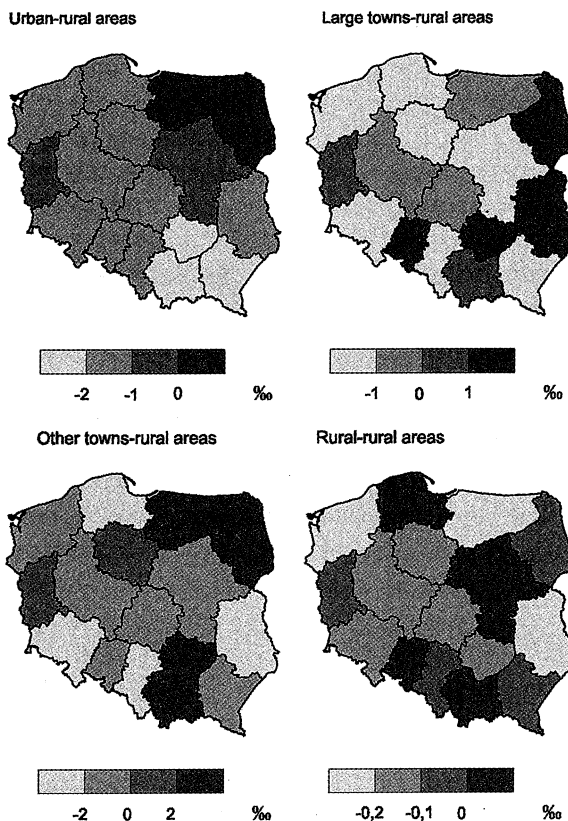 Urban-rural areas
Large towns-rural areas
-2 -1 0 ‰
-1 0 1 ‰
Other towns-rural areas
Rural-rural areas
-2 0 2 ‰
-0,2 -0,1 0 ‰